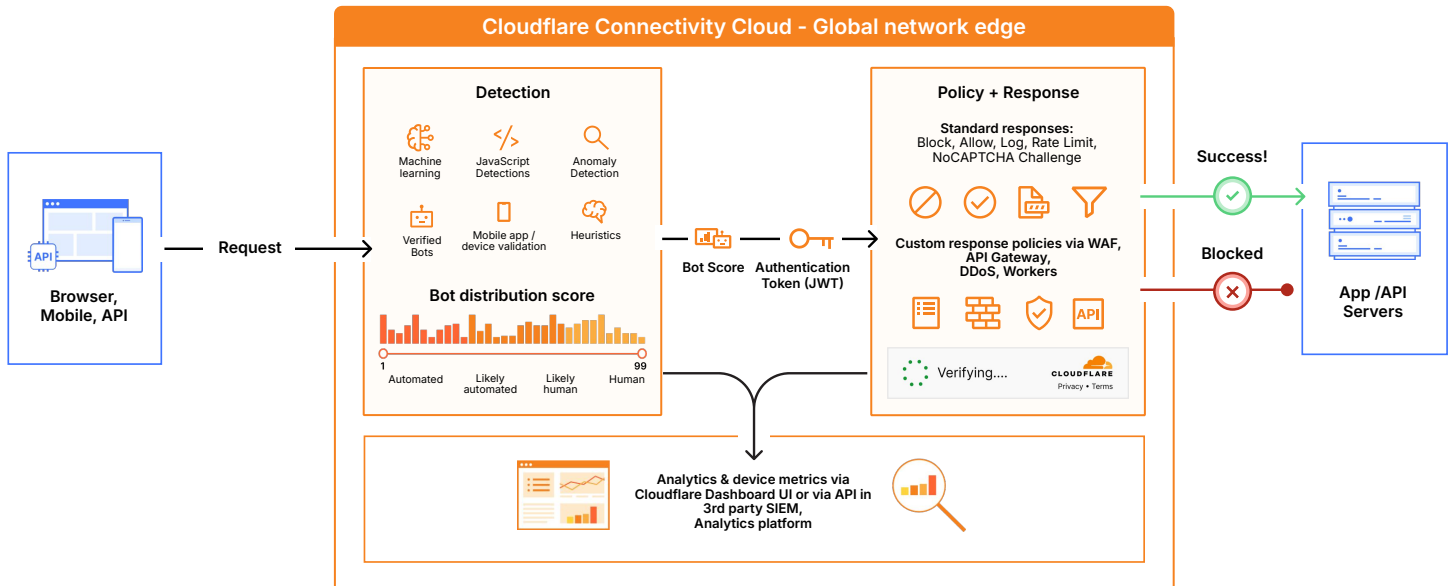 Cloudflare Connectivity Cloud - Global network edge
Browser,
Mobile, API
API
Request
Detection
Machine
learning
JavaScript
Detections
Anomaly
Detection
Verified
Bots
Mobile app /
device validation
Heuristics
Bot distribution score
1
99
Automated
Likely
automated
Likely
human
Human
Bot Score
Authentication
Token (JWT)
Policy + Response
Standard responses:
Block, Allow, Log, Rate Limit,
NoCAPTCHA Challenge
Custom response policies via WAF,
API Gateway,
DDoS, Workers
API
Verifying....
CLOUDFLARE
Privacy • Terms
Success!
Blocked
App /API
Servers
Analytics & device metrics via
Cloudflare Dashboard UI or via API in
3rd party SIEM,
Analytics platform